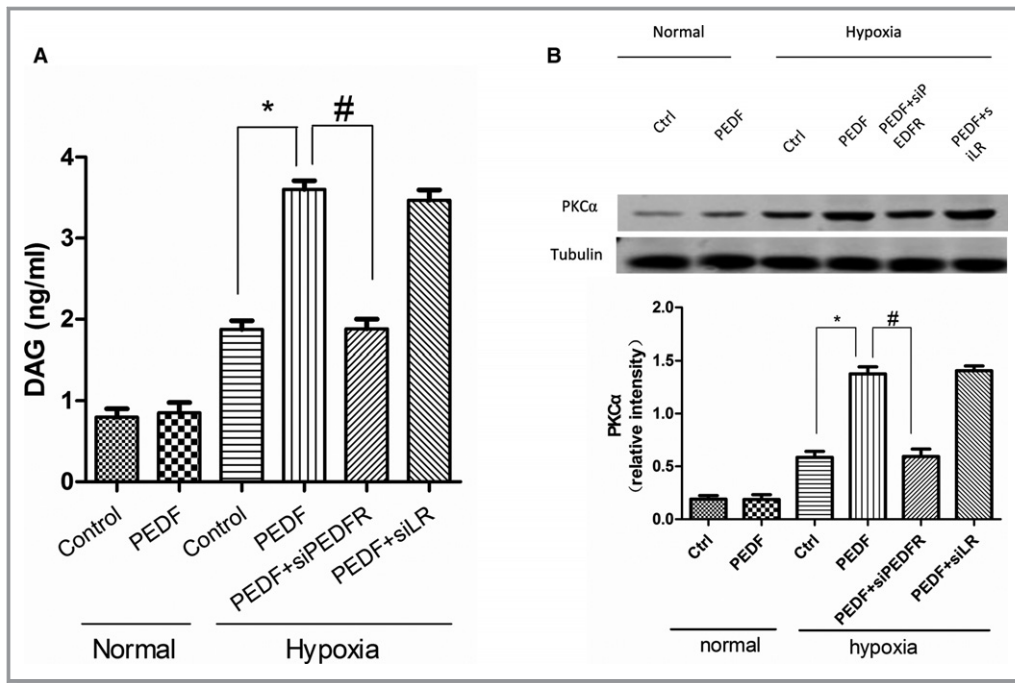 A
*
#
4
3
2
1
0
DAG (ng/ml)
Control
PEDF
Control
PEDF
PEDF+siPEDFR
PEDF+siLR
Normal
Hypoxia
B
Normal
Hypoxia
Ctrl
PEDF
Ctrl
PEDF
PEDF+siP
EDFR
PEDF+s
iLR
PKCα
Tubulin
2.0
1.5
1.0
0.5
0.0
PKCα
(relative intensity)
*
#
Ctrl
PEDF
Ctrl
PEDF
PEDF+siPEDFR
PEDF+siLR
normal
hypoxia